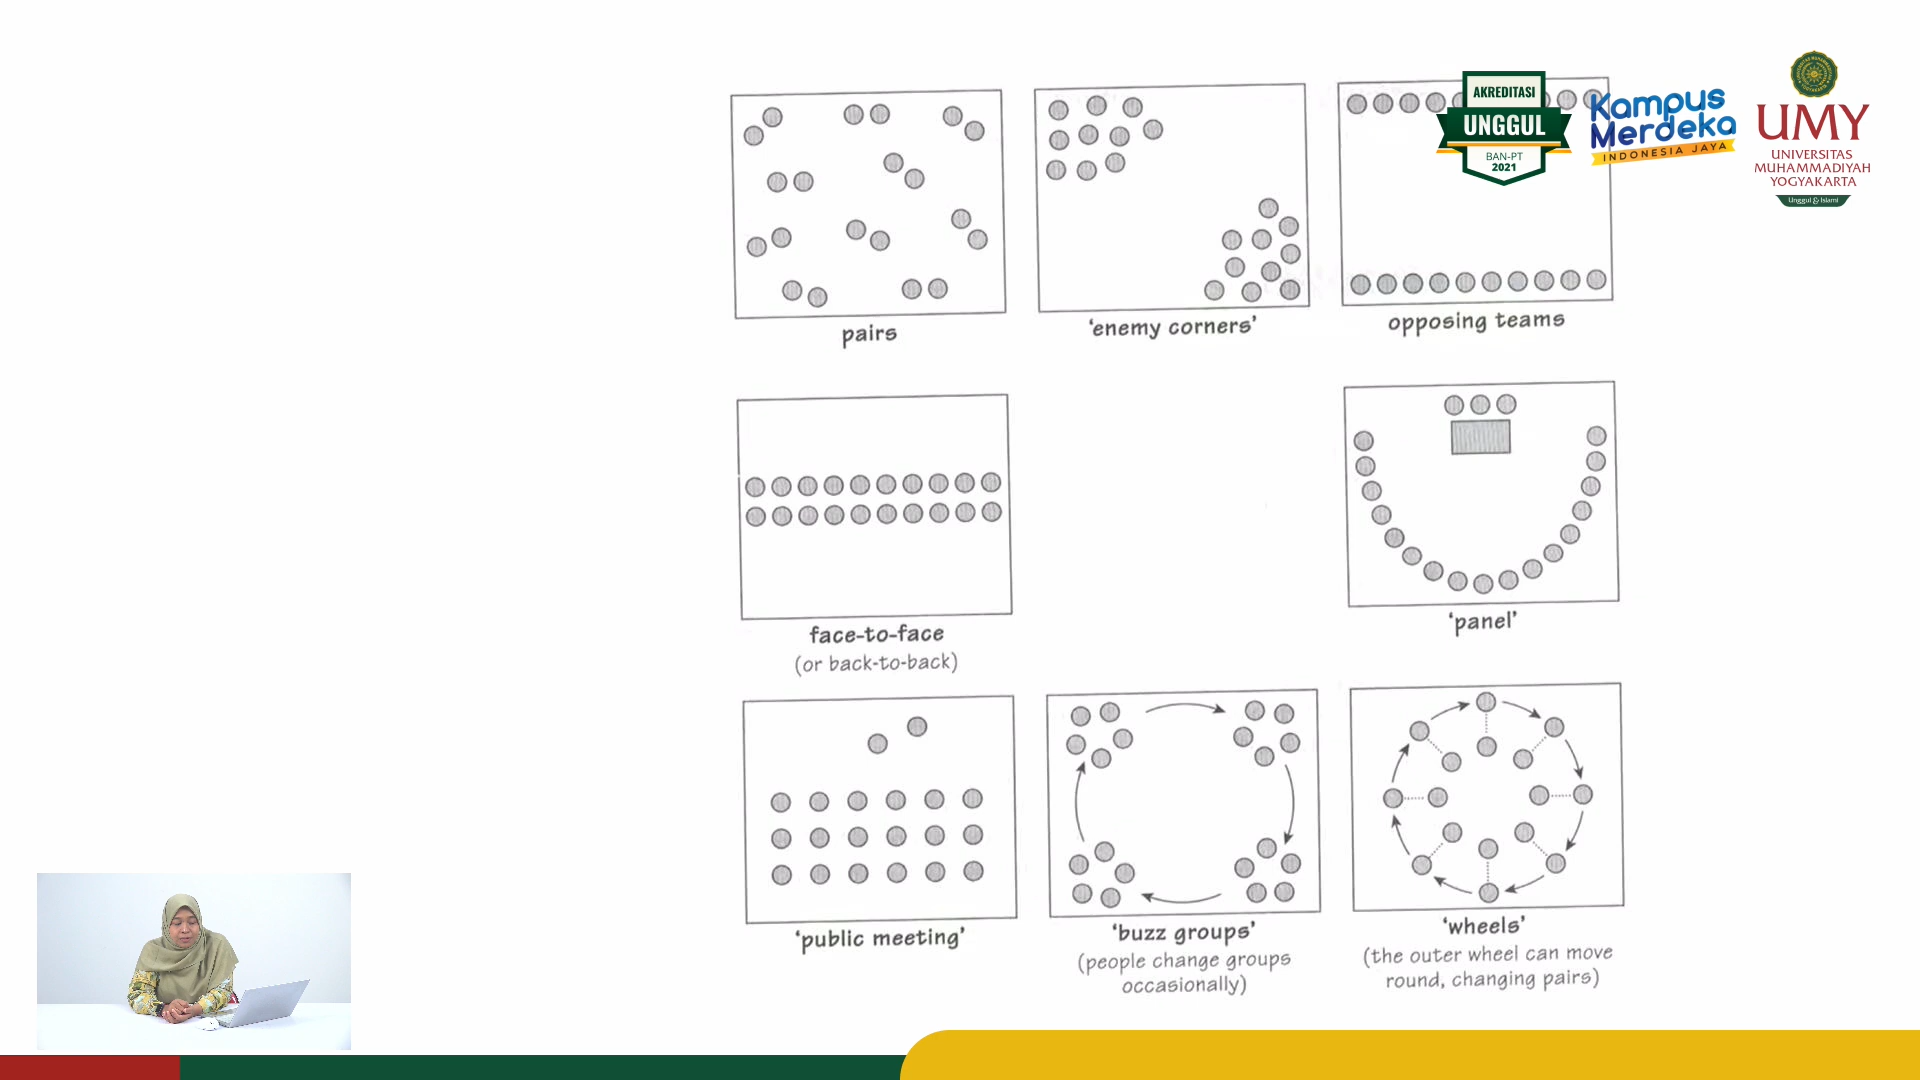 AKREDITASI
UNGGUL
BAN-PT
2021
Kampus
Merdeka
INDONESIA JAYA
UMY
UNIVERSITAS
MUHAMMADIYAH
YOGYAKARTA
Unggul & Islami
pairs
‘enemy corners’
opposing teams
face-to-face
(or back-to-back)
‘panel’
‘public meeting’
‘buzz groups’
(people change groups
occasionally)
‘wheels’
(the outer wheel can move
round, changing pairs)